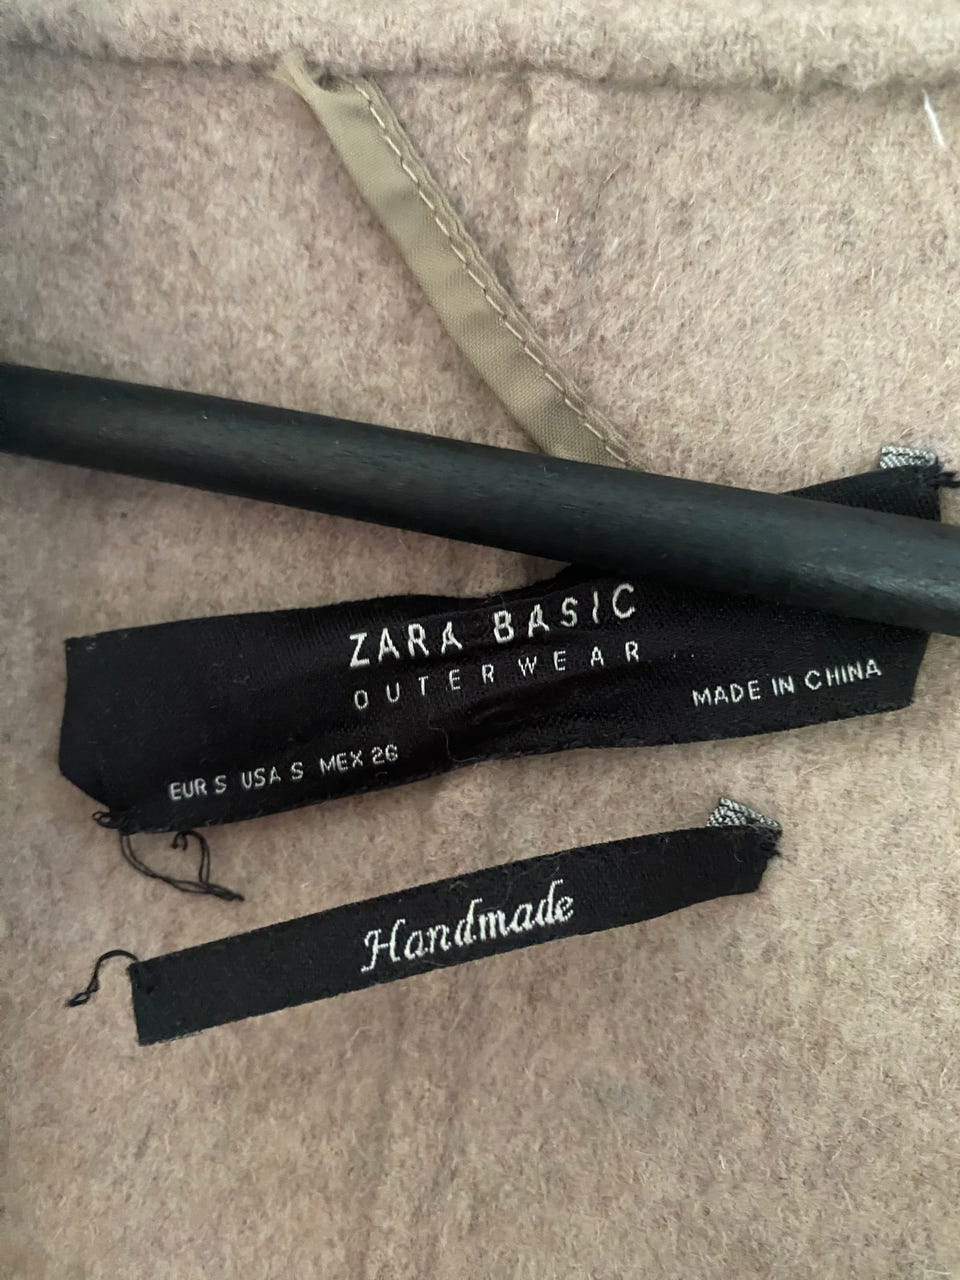 ZARA BASIC
OUTERWEAR
MADE IN CHINA
EUR S USA S MEX 26
Handmade